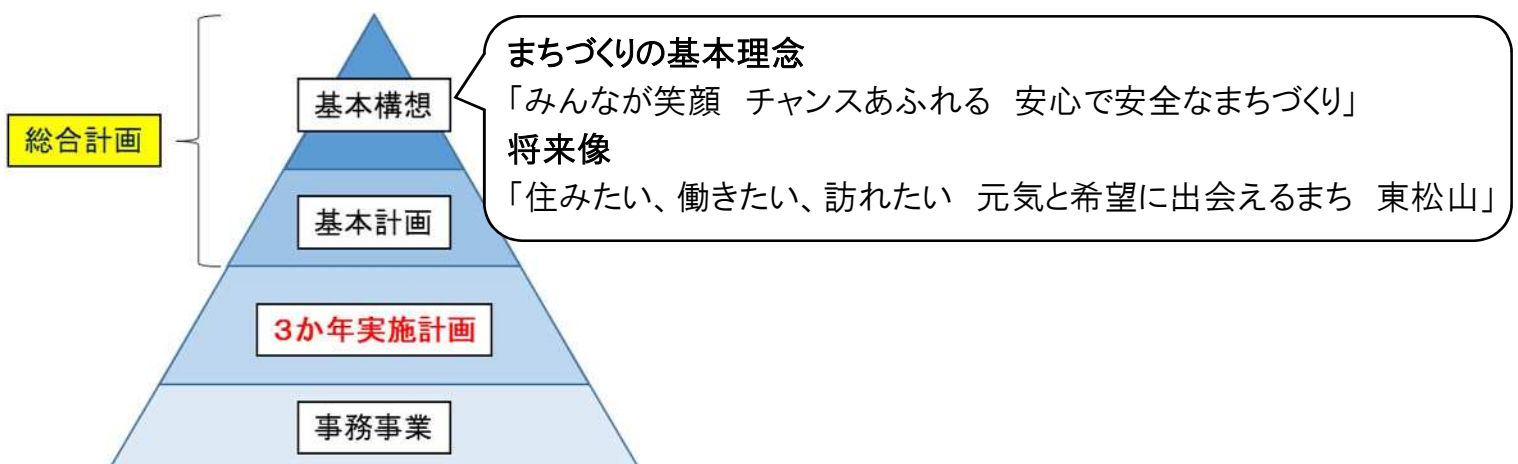 まちづくりの基本理念
「みんなが笑顔　チャンスあふれる　安心で安全なまちづくり」
将来像
「住みたい、働きたい、訪れたい　元気と希望に出会えるまち　東松山」
総合計画
基本構想
基本計画
3か年実施計画
事務事業